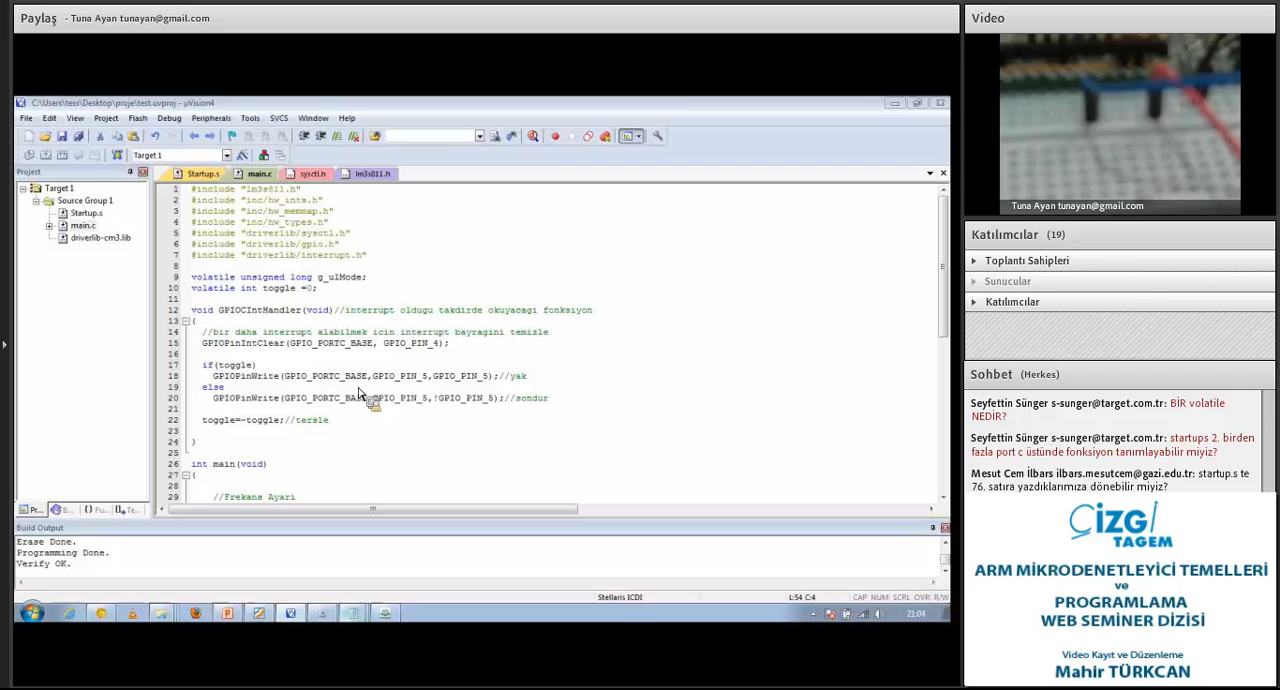 Paylaş - Tuna Ayan tunayan@gmail.com
C:\Users\tess\Desktop\proje\test.uvproj - µVision4
File Edit View Project Flash Debug Peripherals Tools SVCS Window Help
Target 1
Project
Target 1
Source Group 1
Startup.s
main.c
driverlib-cm3.lib
Startup.s main.c sysctl.h lm3s811.h
1 #include "lm3s811.h"
2 #include "inc/hw_ints.h"
3 #include "inc/hw_memmap.h"
4 #include "inc/hw_types.h"
5 #include "driverlib/sysctl.h"
6 #include "driverlib/gpio.h"
7 #include "driverlib/interrupt.h"
8
9 volatile unsigned long g_ulMode;
10 volatile int toggle =0;
11
12 void GPIOCIntHandler(void)//interrupt oldugu takdirde okuyacagi fonksiyon
13 {
14 //bir daha interrupt alabilmek icin interrupt bayragini temizle
15 GPIOPinIntClear(GPIO_PORTC_BASE, GPIO_PIN_4);
16
17 if(toggle)
18 GPIOPinWrite(GPIO_PORTC_BASE,GPIO_PIN_5,GPIO_PIN_5);//yak
19 else
20 GPIOPinWrite(GPIO_PORTC_BASE,GPIO_PIN_5,!GPIO_PIN_5);//sondur
21
22 toggle=~toggle;//tersle
23
24 }
25
26 int main(void)
27 {
28
29 //Frekans Ayari
Pr... B... {} Fu... Te...
Build Output
Erase Done.
Programming Done.
Verify OK.
Stellaris ICDI L:54 C:4 CAP NUM SCRL OVR R/W
21:04
Video
Tuna Ayan tunayan@gmail.com
Katılımcılar (19)
Toplantı Sahipleri
Sunucular
Katılımcılar
Sohbet (Herkes)
Seyfettin Sünger s-sunger@target.com.tr: BİR volatile
NEDİR?
Seyfettin Sünger s-sunger@target.com.tr: startups 2. birden
fazla port c üstünde fonksiyon tanımlayabilir miyiz?
Mesut Cem İlbars ilbars.mesutcem@gazi.edu.tr: startup.s te
76. satıra yazdıklarımıza dönebilir miyiz?
ÇİZGİ
TAGEM
ARM MİKRODENETLEYİCİ TEMELLERİ
ve
PROGRAMLAMA
WEB SEMİNER DİZİSİ
Video Kayıt ve Düzenleme
Mahir TÜRKCAN